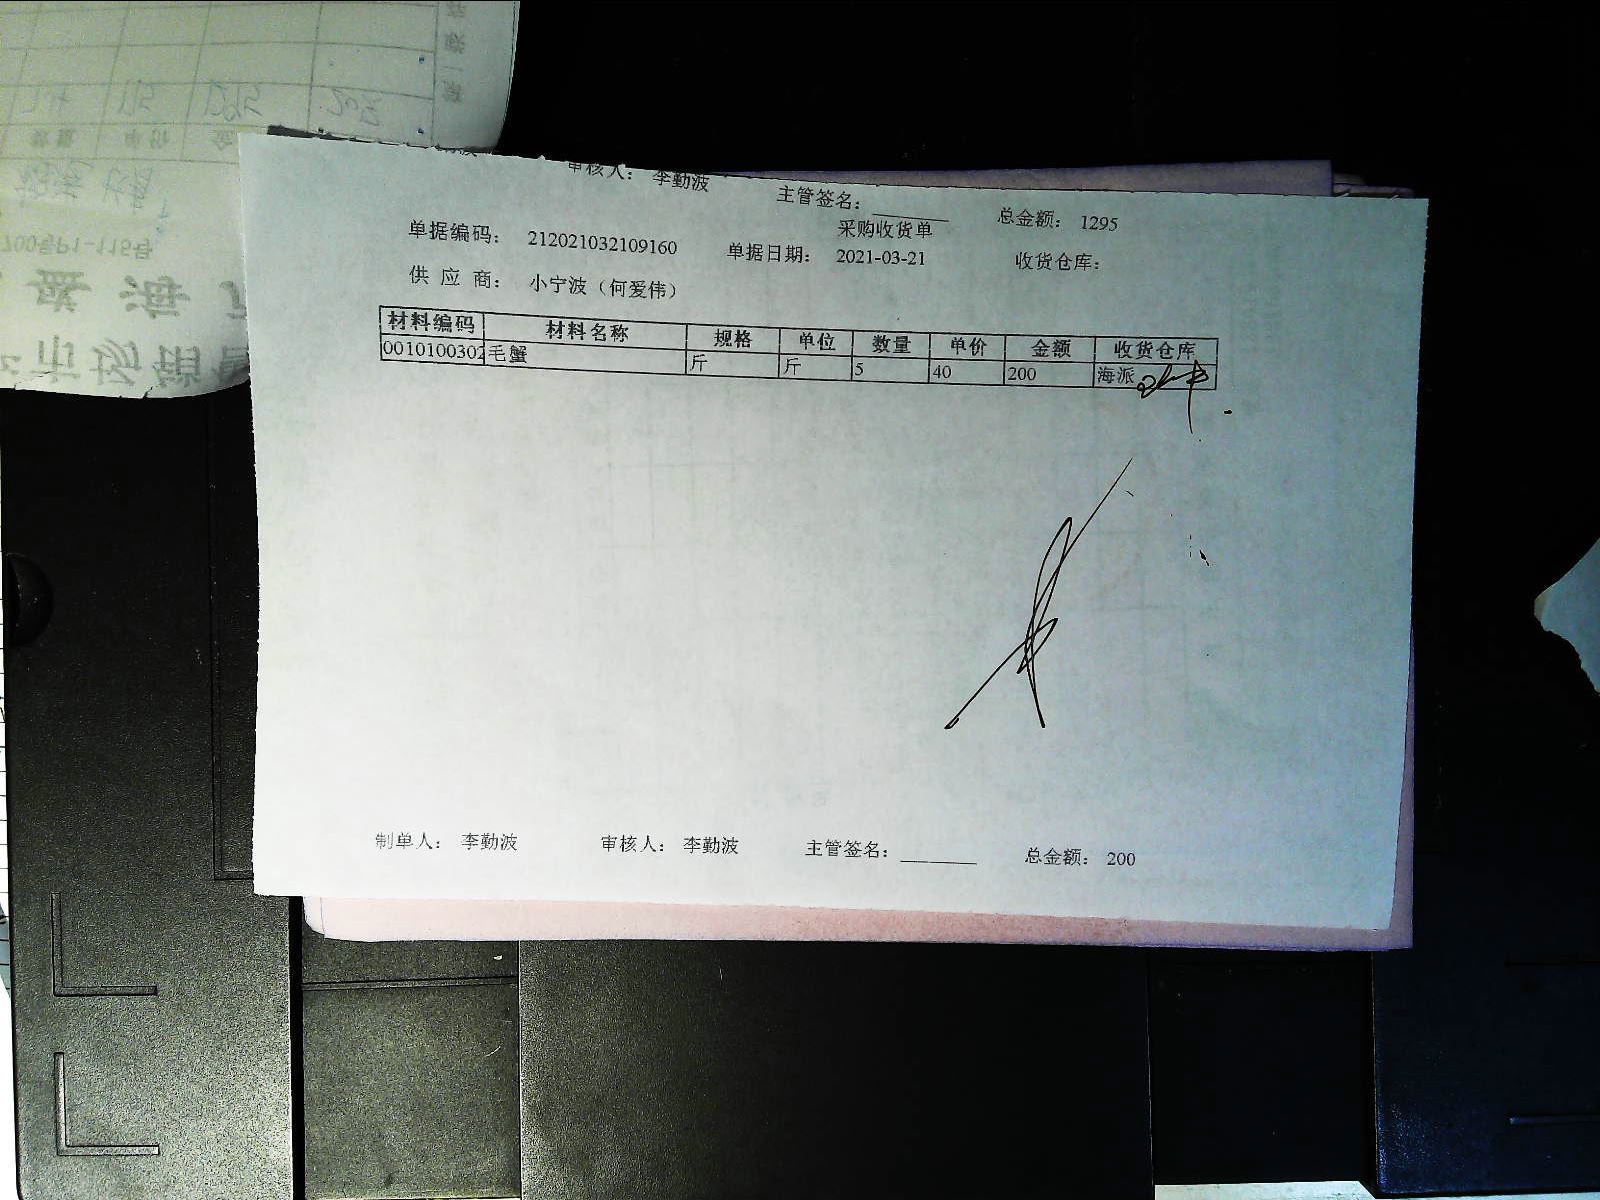 审核人： 李勤波 主管签名：________ 总金额： 1295
采购收货单
单据编码： 212021032109160 单据日期： 2021-03-21 收货仓库：
供 应 商： 小宁波（何爱伟）
材料编码 材料名称 规格 单位 数量 单价 金额 收货仓库
0010100302 毛蟹 斤 斤 5 40 200 海派
制单人： 李勤波 审核人： 李勤波 主管签名：________ 总金额： 200